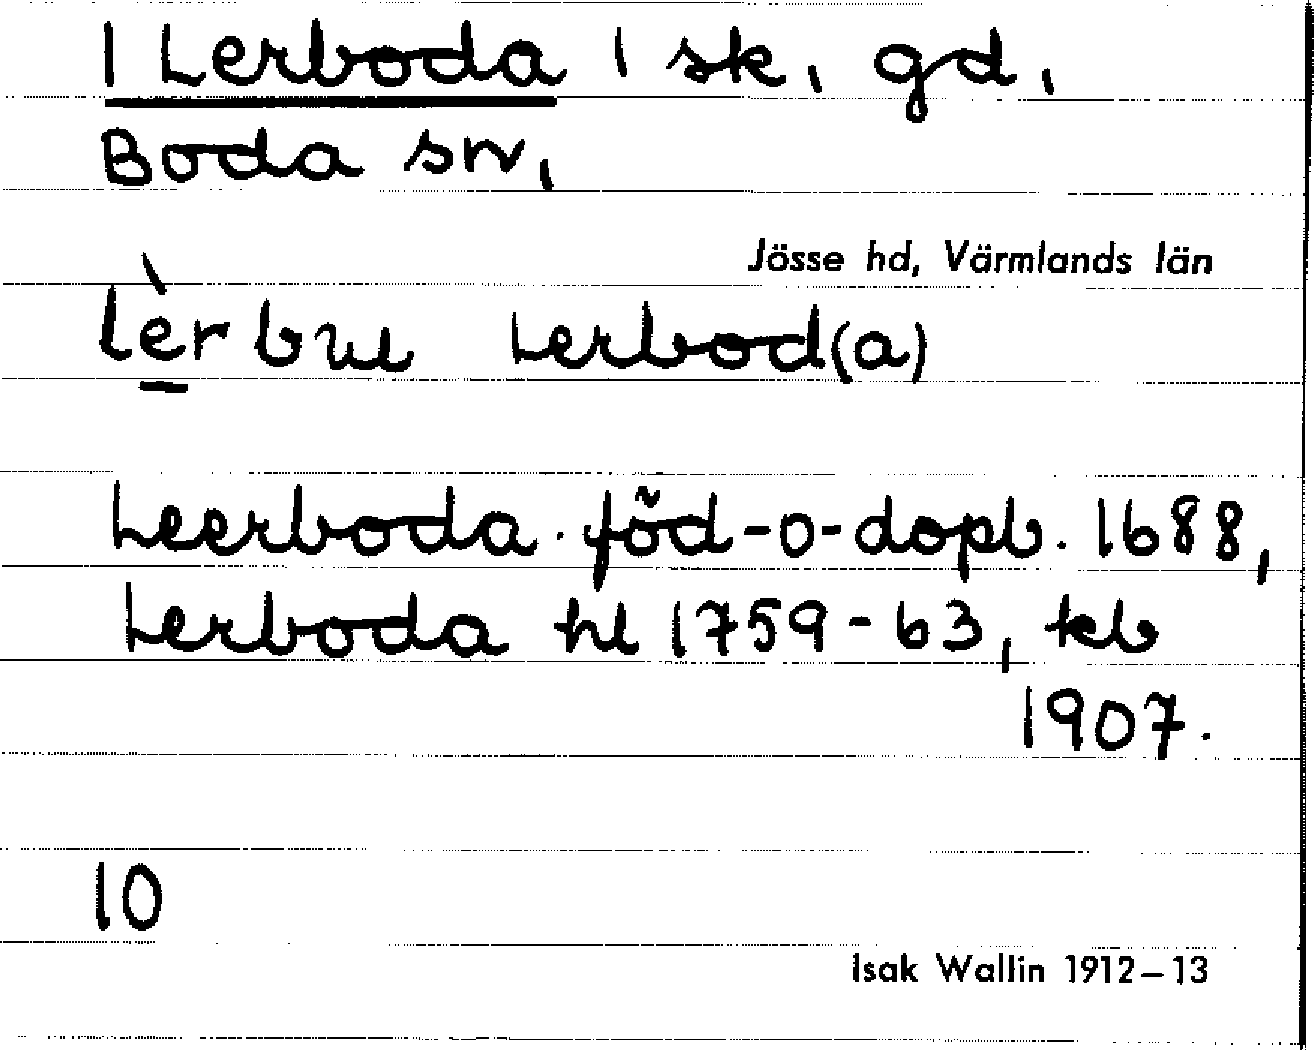 1 Lerboda 1 sk, gd,
Boda sn,
Jösse hd, Värmlands län
Lerbod(a)
Leerboda . föd-o-dopb. 1688,
Lerboda hl 1759-63, kb
1907.
10
Isak Wallin 1912–13